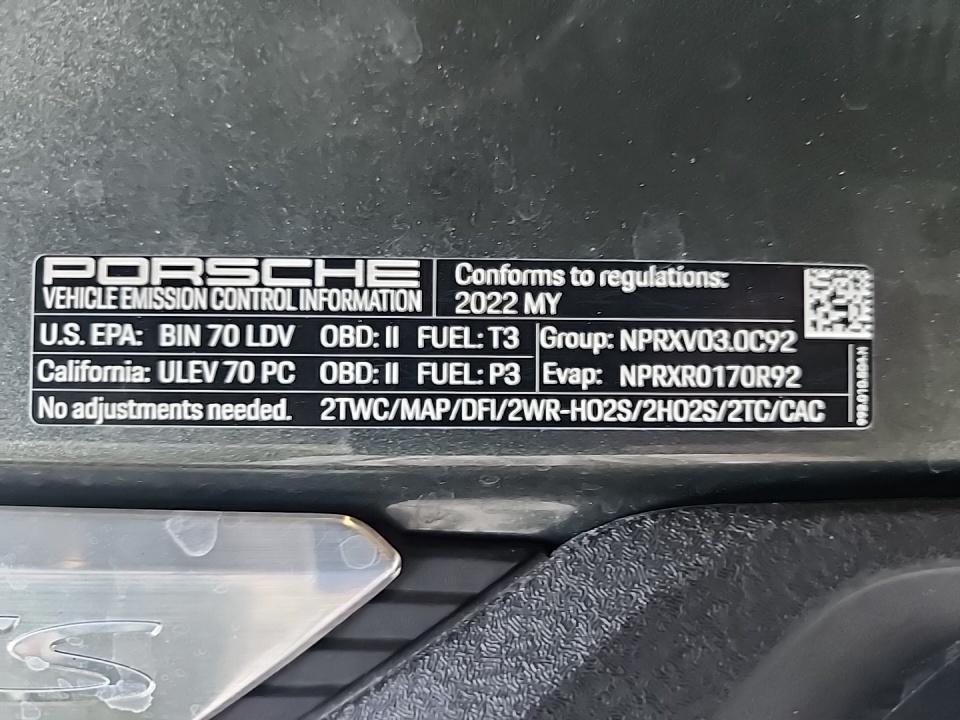 PORSCHE
VEHICLE EMISSION CONTROL INFORMATION
Conforms to regulations:
2022 MY
U.S. EPA: BIN 70 LDV OBD: II FUEL: T3
Group: NPRXV03.0C92
California: ULEV 70 PC OBD: II FUEL: P3
Evap: NPRXR0170R92
No adjustments needed. 2TWC/MAP/DFI/2WR-HO2S/2HO2S/2TC/CAC
S